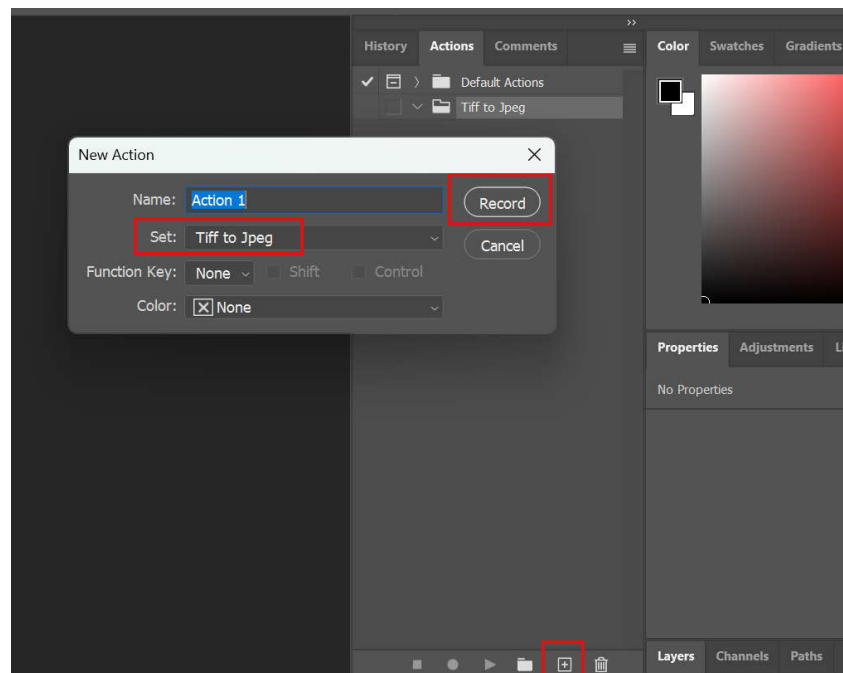 History Actions Comments
Color Swatches Gradients
Default Actions
Tiff to Jpeg
New Action
Name: Action 1
Record
Set: Tiff to Jpeg
Cancel
Function Key: None Shift Control
Color: None
Properties Adjustments
No Properties
Layers Channels Paths